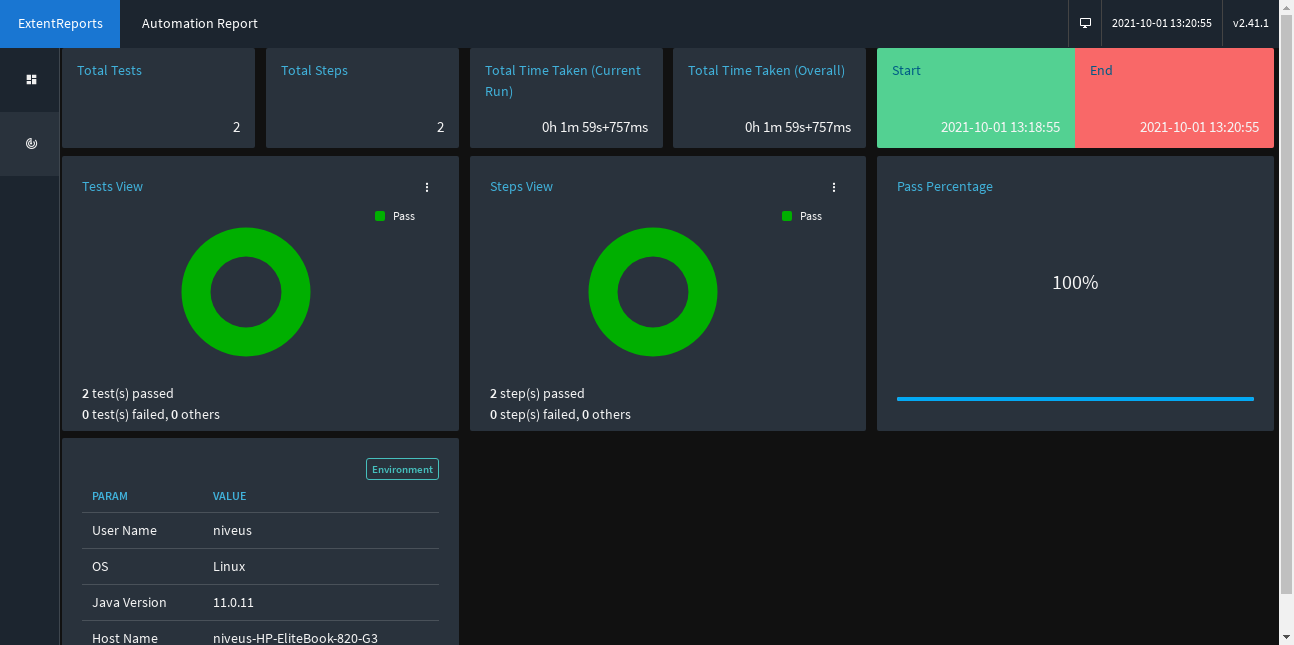 ExtentReports
Automation Report
2021-10-01 13:20:55
v2.41.1
Total Tests
2
Total Steps
2
Total Time Taken (Current
Run)
0h 1m 59s+757ms
Total Time Taken (Overall)
0h 1m 59s+757ms
Start
2021-10-01 13:18:55
End
2021-10-01 13:20:55
Tests View
Pass
2 test(s) passed
0 test(s) failed, 0 others
Steps View
Pass
2 step(s) passed
0 step(s) failed, 0 others
Pass Percentage
100%
Environment
PARAM VALUE
User Name niveus
OS Linux
Java Version 11.0.11
Host Name niveus-HP-EliteBook-820-G3